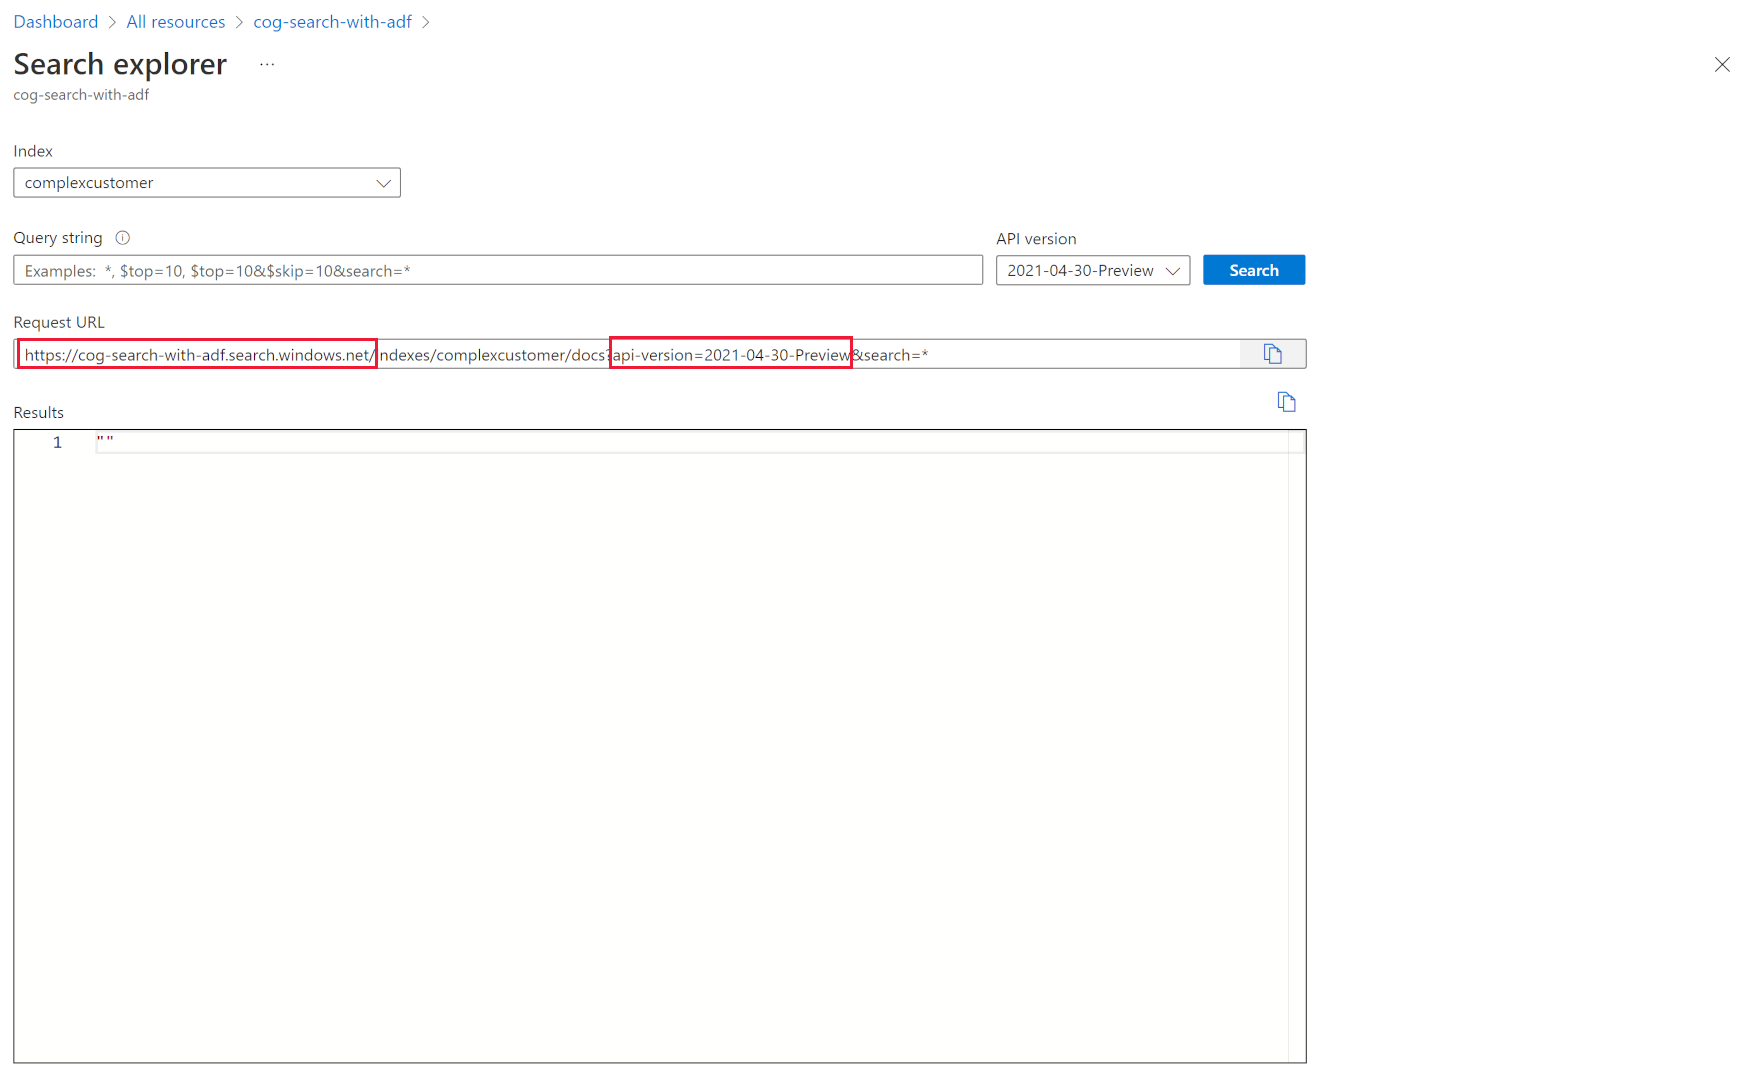 Dashboard > All resources > cog-search-with-adf >
Search explorer ...
cog-search-with-adf
Index
complexcustomer
Query string
API version
Examples: *, $top=10, $top=10&$skip=10&search=*
2021-04-30-Preview
Search
Request URL
https://cog-search-with-adf.search.windows.net/indexes/complexcustomer/docs?api-version=2021-04-30-Preview&search=*
Results
1 ""